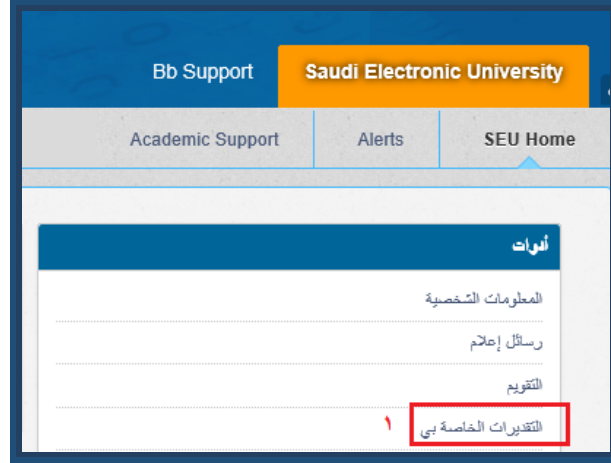 Bb Support
Saudi Electronic University
Academic Support
Alerts
SEU Home
أدوات
المعلومات الشخصية
رسائل إعلام
التقويم
التقديرات الخاصة بي ١